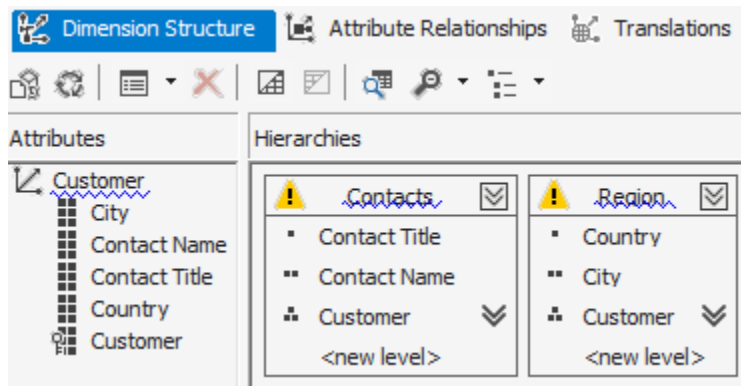 Dimension Structure Attribute Relationships Translations
Attributes
Customer
City
Contact Name
Contact Title
Country
Customer
Hierarchies
Contacts
Contact Title
Contact Name
Customer
<new level>
Region
Country
City
Customer
<new level>